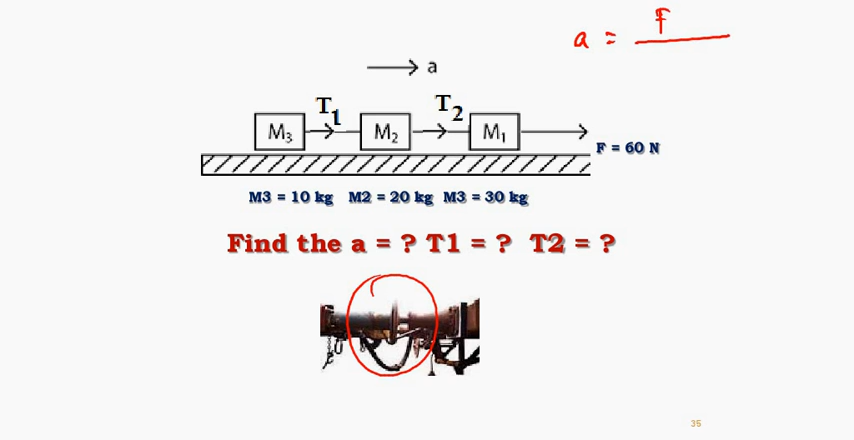 a = F
a
T1 T2
M3 M2 M1
F = 60 N
M3 = 10 kg M2 = 20 kg M3 = 30 kg
Find the a = ? T1 = ? T2 = ?
35